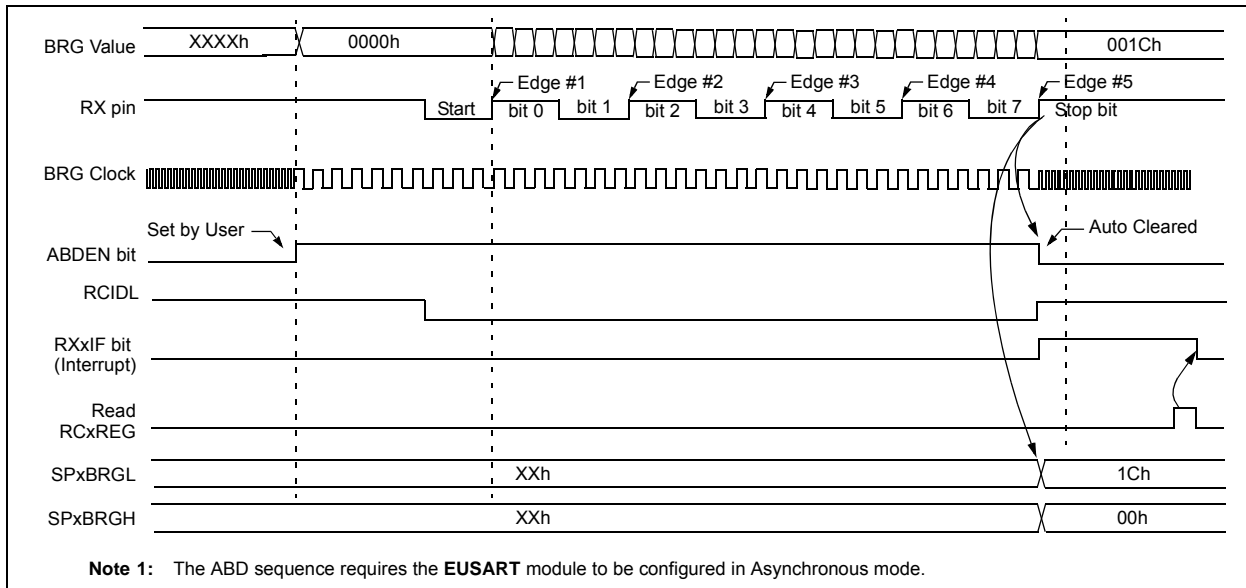 BRG Value XXXXh 0000h 001Ch
Edge #1 Edge #2 Edge #3 Edge #4 Edge #5
RX pin Start bit 0 bit 1 bit 2 bit 3 bit 4 bit 5 bit 6 bit 7 Stop bit
BRG Clock
Set by User Auto Cleared
ABDEN bit
RCIDL
RXxIF bit
(Interrupt)
Read
RCxREG
SPxBRGL XXh 1Ch
SPxBRGH XXh 00h
Note 1: The ABD sequence requires the EUSART module to be configured in Asynchronous mode.